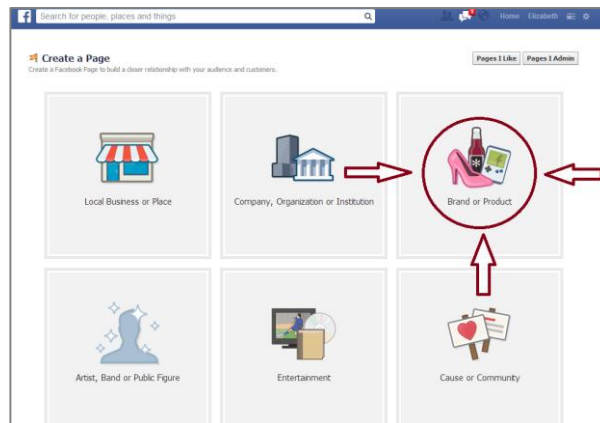 f Search for people, places and things Home Elizabeth
Create a Page
Create a Facebook Page to build a closer relationship with your audience and customers.
Pages I Like Pages I Admin
Local Business or Place Company, Organization or Institution Brand or Product
Artist, Band or Public Figure Entertainment Cause or Community